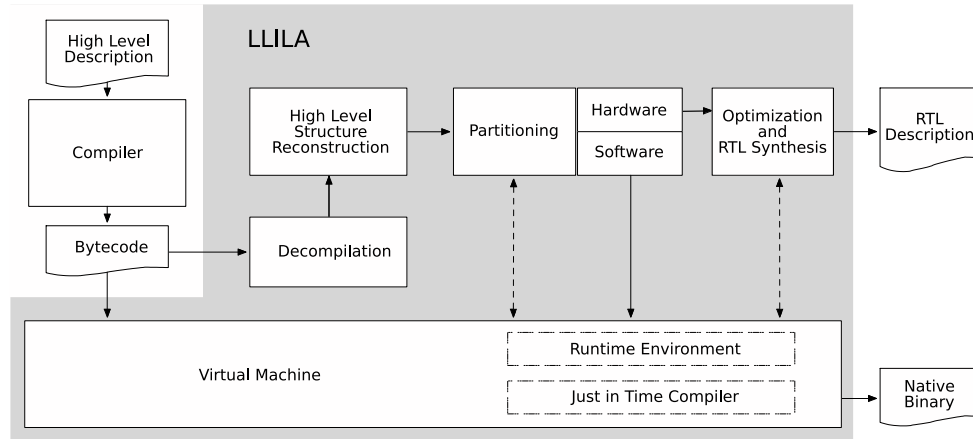 High Level
Description
LLILA
Compiler
Bytecode
Decompilation
High Level
Structure
Reconstruction
Partitioning
Hardware
Software
Optimization
and
RTL Synthesis
RTL
Description
Virtual Machine
Runtime Environment
Just in Time Compiler
Native
Binary